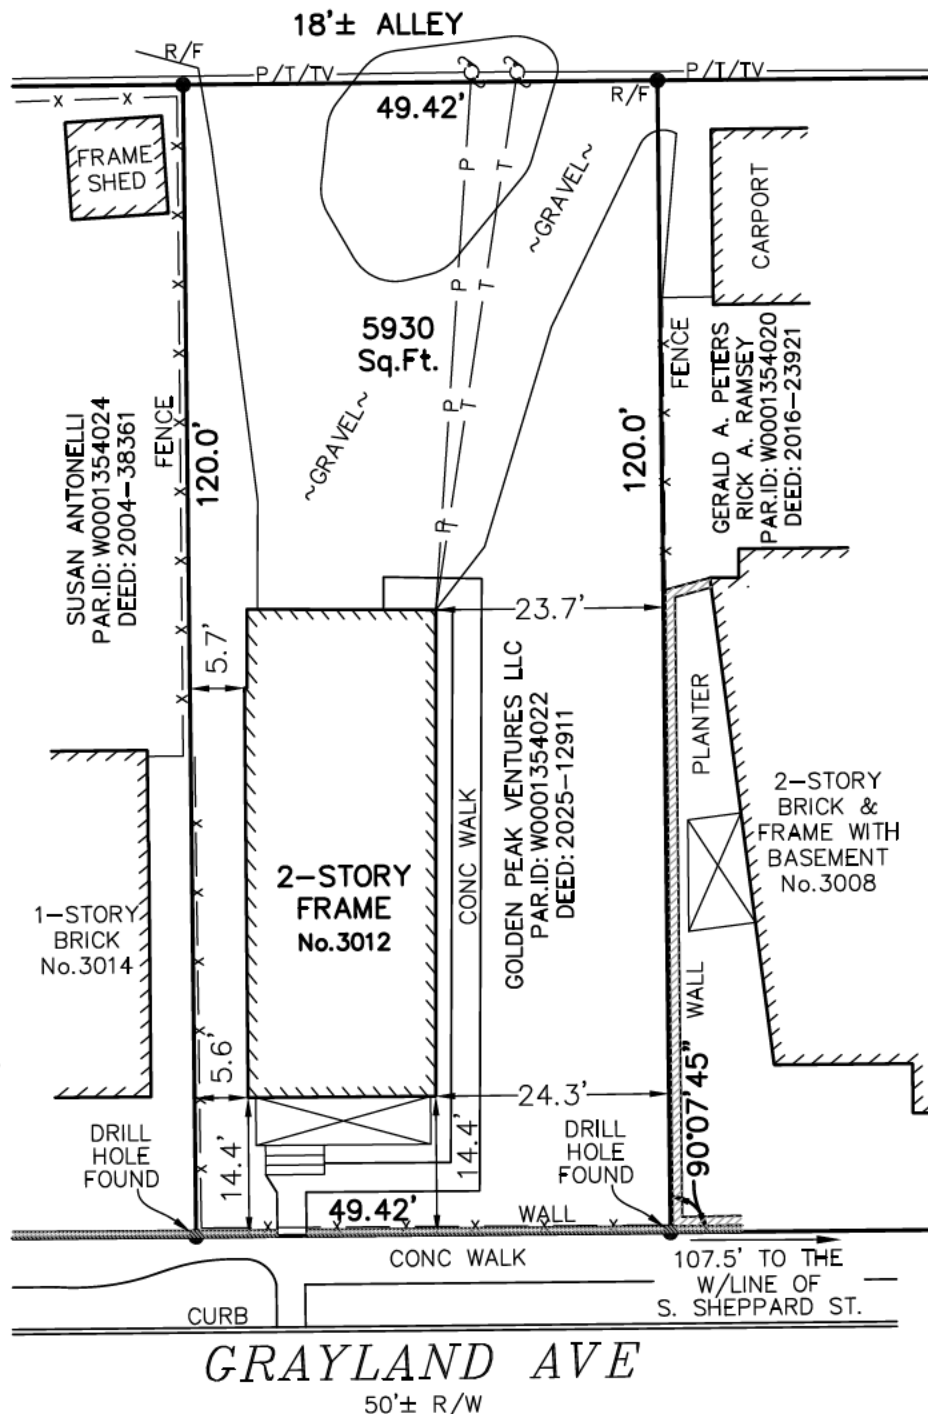 18'± ALLEY
R/F
P/T/TV
P/T/TV
R/F
49.42'
FRAME
SHED
P
T
~GRAVEL~
CARPORT
P
T
5930
Sq.Ft.
FENCE
FENCE
120.0'
120.0'
~GRAVEL~
P
T
P
T
SUSAN ANTONELLI
PAR.ID: W0001354024
DEED: 2004-38361
GERALD A. PETERS
RICK A. RAMSEY
PAR.ID: W0001354020
DEED: 2016-23921
23.7'
5.7'
GOLDEN PEAK VENTURES LLC
PAR.ID: W0001354022
DEED: 2025-12911
PLANTER
2-STORY
BRICK &
FRAME WITH
BASEMENT
No.3008
CONC WALK
2-STORY
FRAME
No.3012
1-STORY
BRICK
No.3014
WALL
5.6'
24.3'
90°07'45"
DRILL
HOLE
FOUND
14.4'
14.4'
DRILL
HOLE
FOUND
49.42'
WALL
CONC WALK
107.5' TO THE
W/LINE OF
S. SHEPPARD ST.
CURB
GRAYLAND AVE
50'± R/W